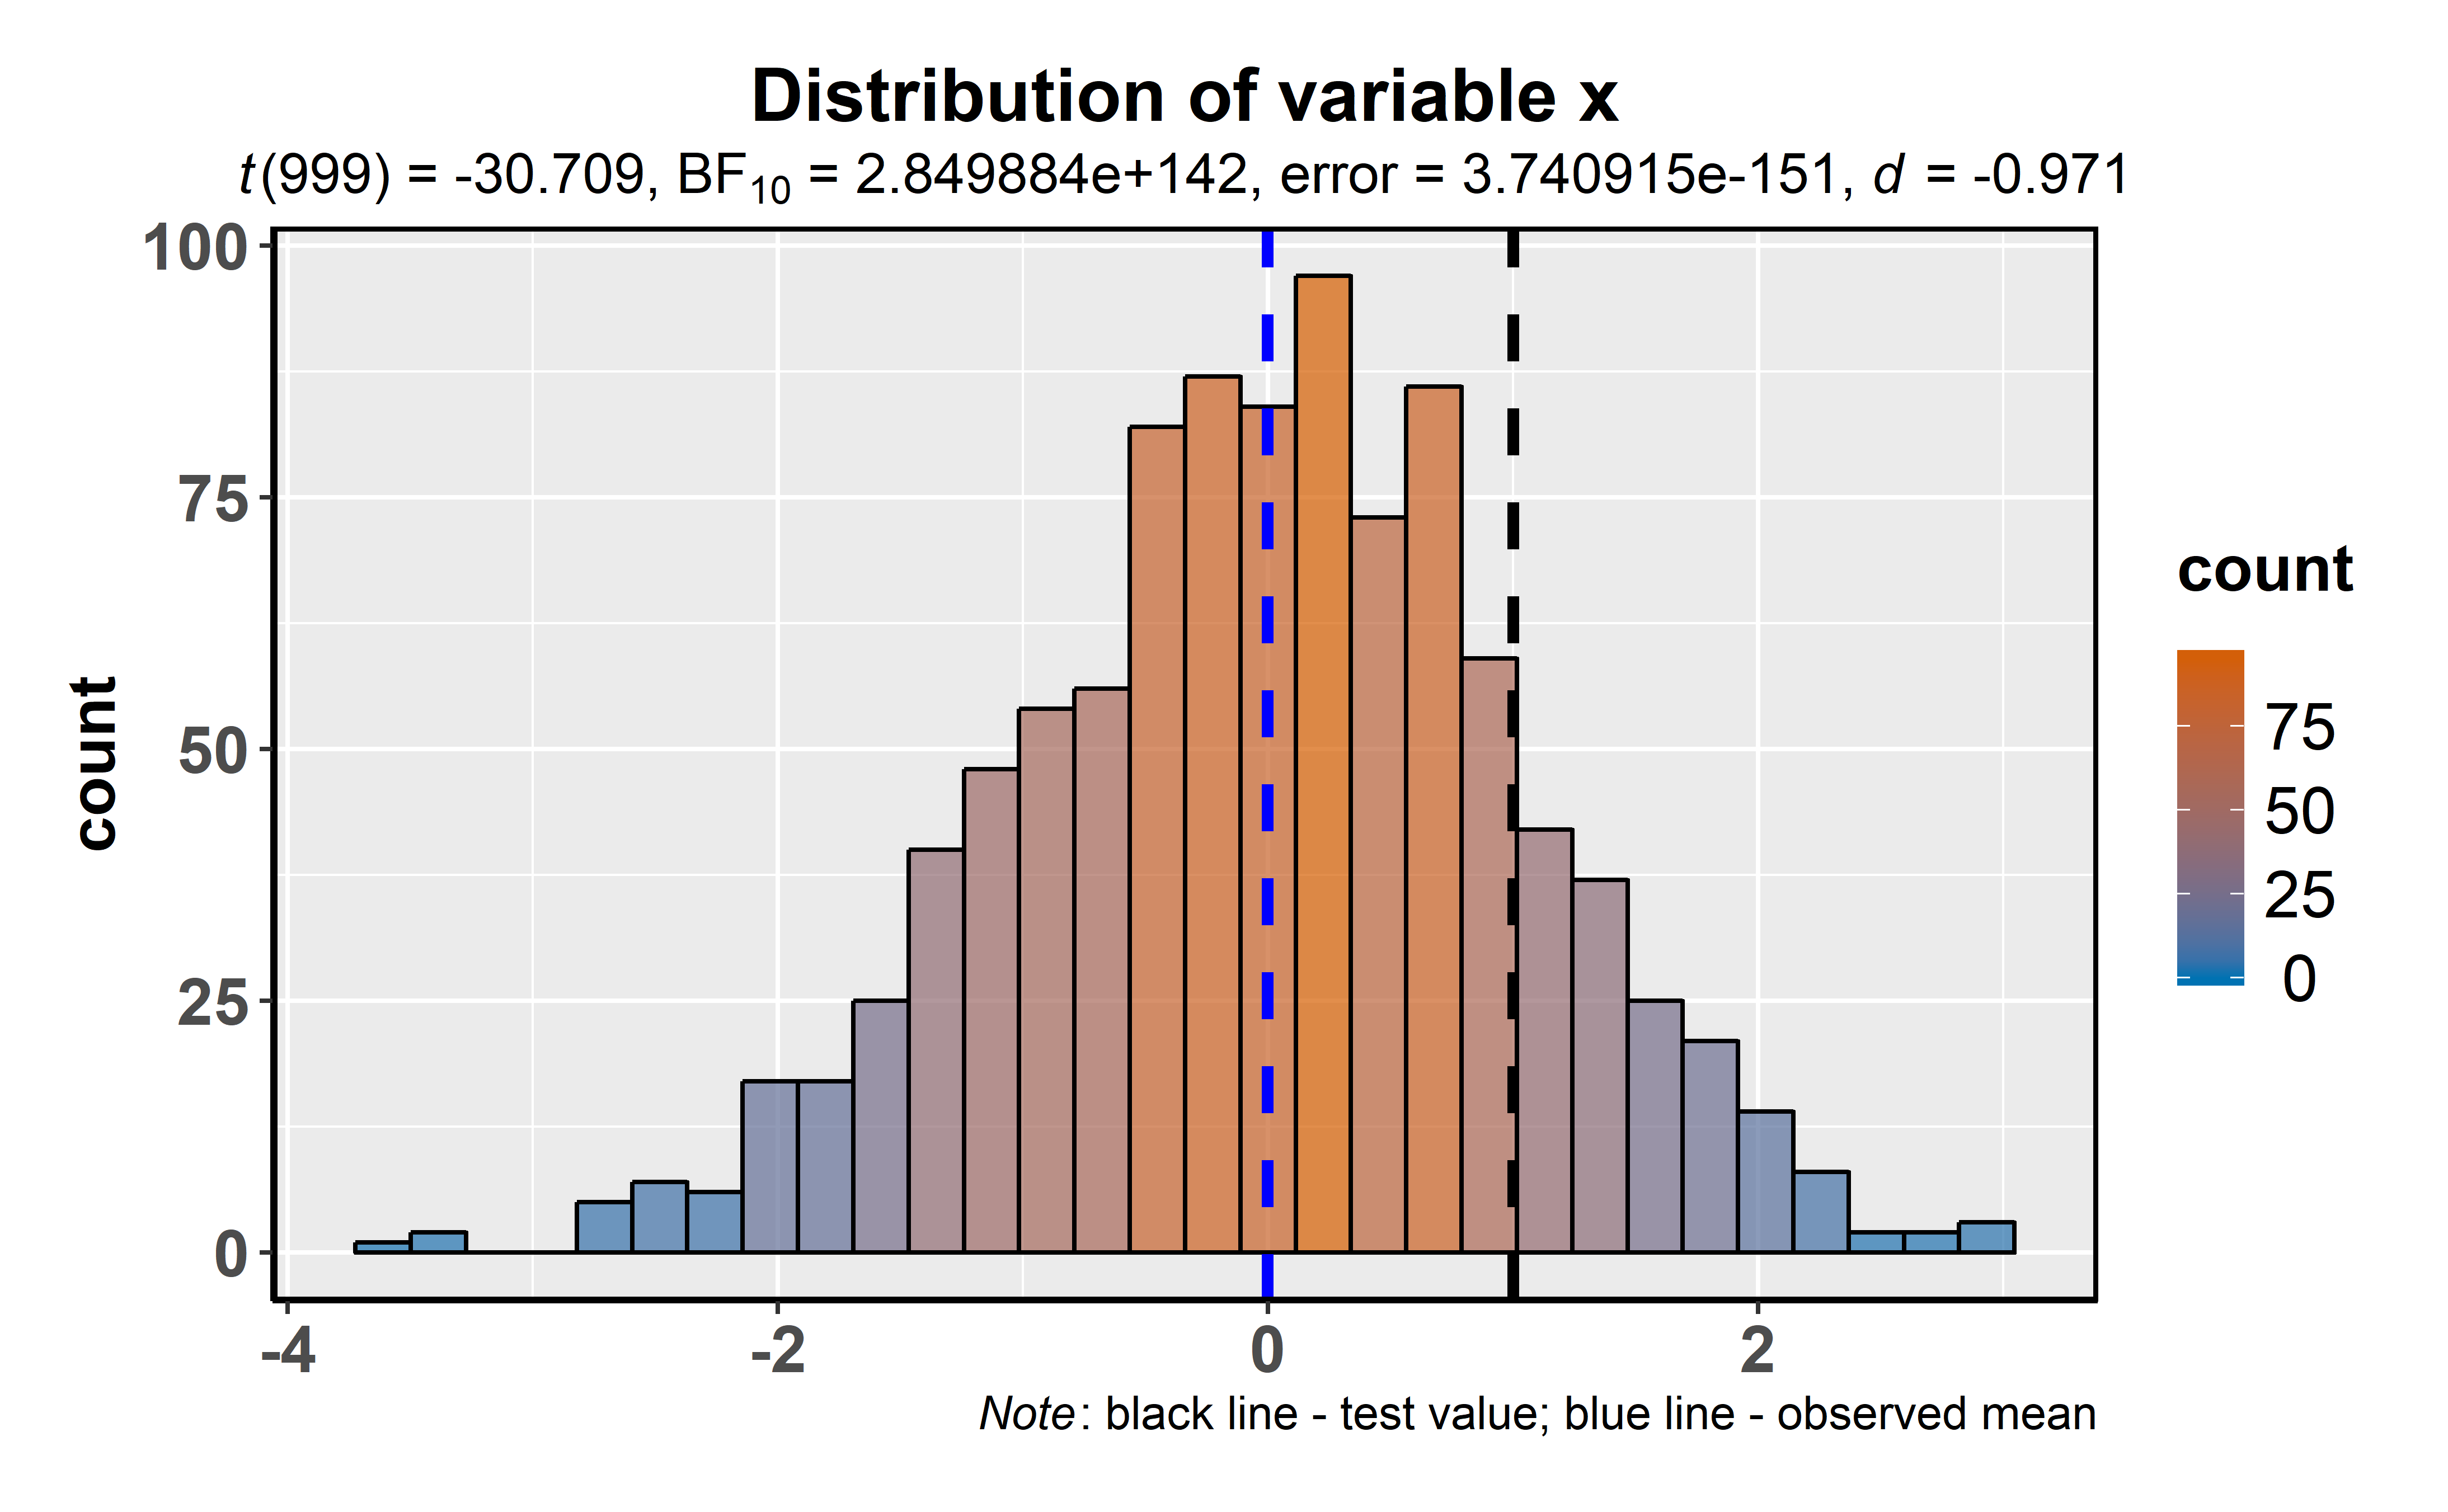 Distribution of variable x
t(999) = -30.709, BF₁₀ = 2.849884e+142, error = 3.740915e-151, d = -0.971
count
100
75
50
25
0
-4 -2 0 2
count
75
50
25
0
Note: black line - test value; blue line - observed mean